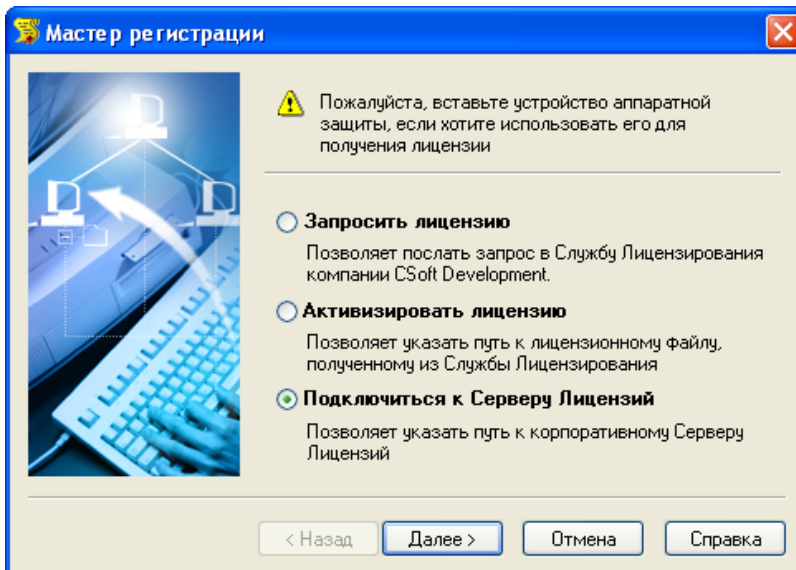 Мастер регистрации
Пожалуйста, вставьте устройство аппаратной
защиты, если хотите использовать его для
получения лицензии
Запросить лицензию
Позволяет послать запрос в Службу Лицензирования
компании CSoft Development.
Активизировать лицензию
Позволяет указать путь к лицензионному файлу,
полученному из Службы Лицензирования
Подключиться к Серверу Лицензий
Позволяет указать путь к корпоративному Серверу
Лицензий
< Назад Далее > Отмена Справка